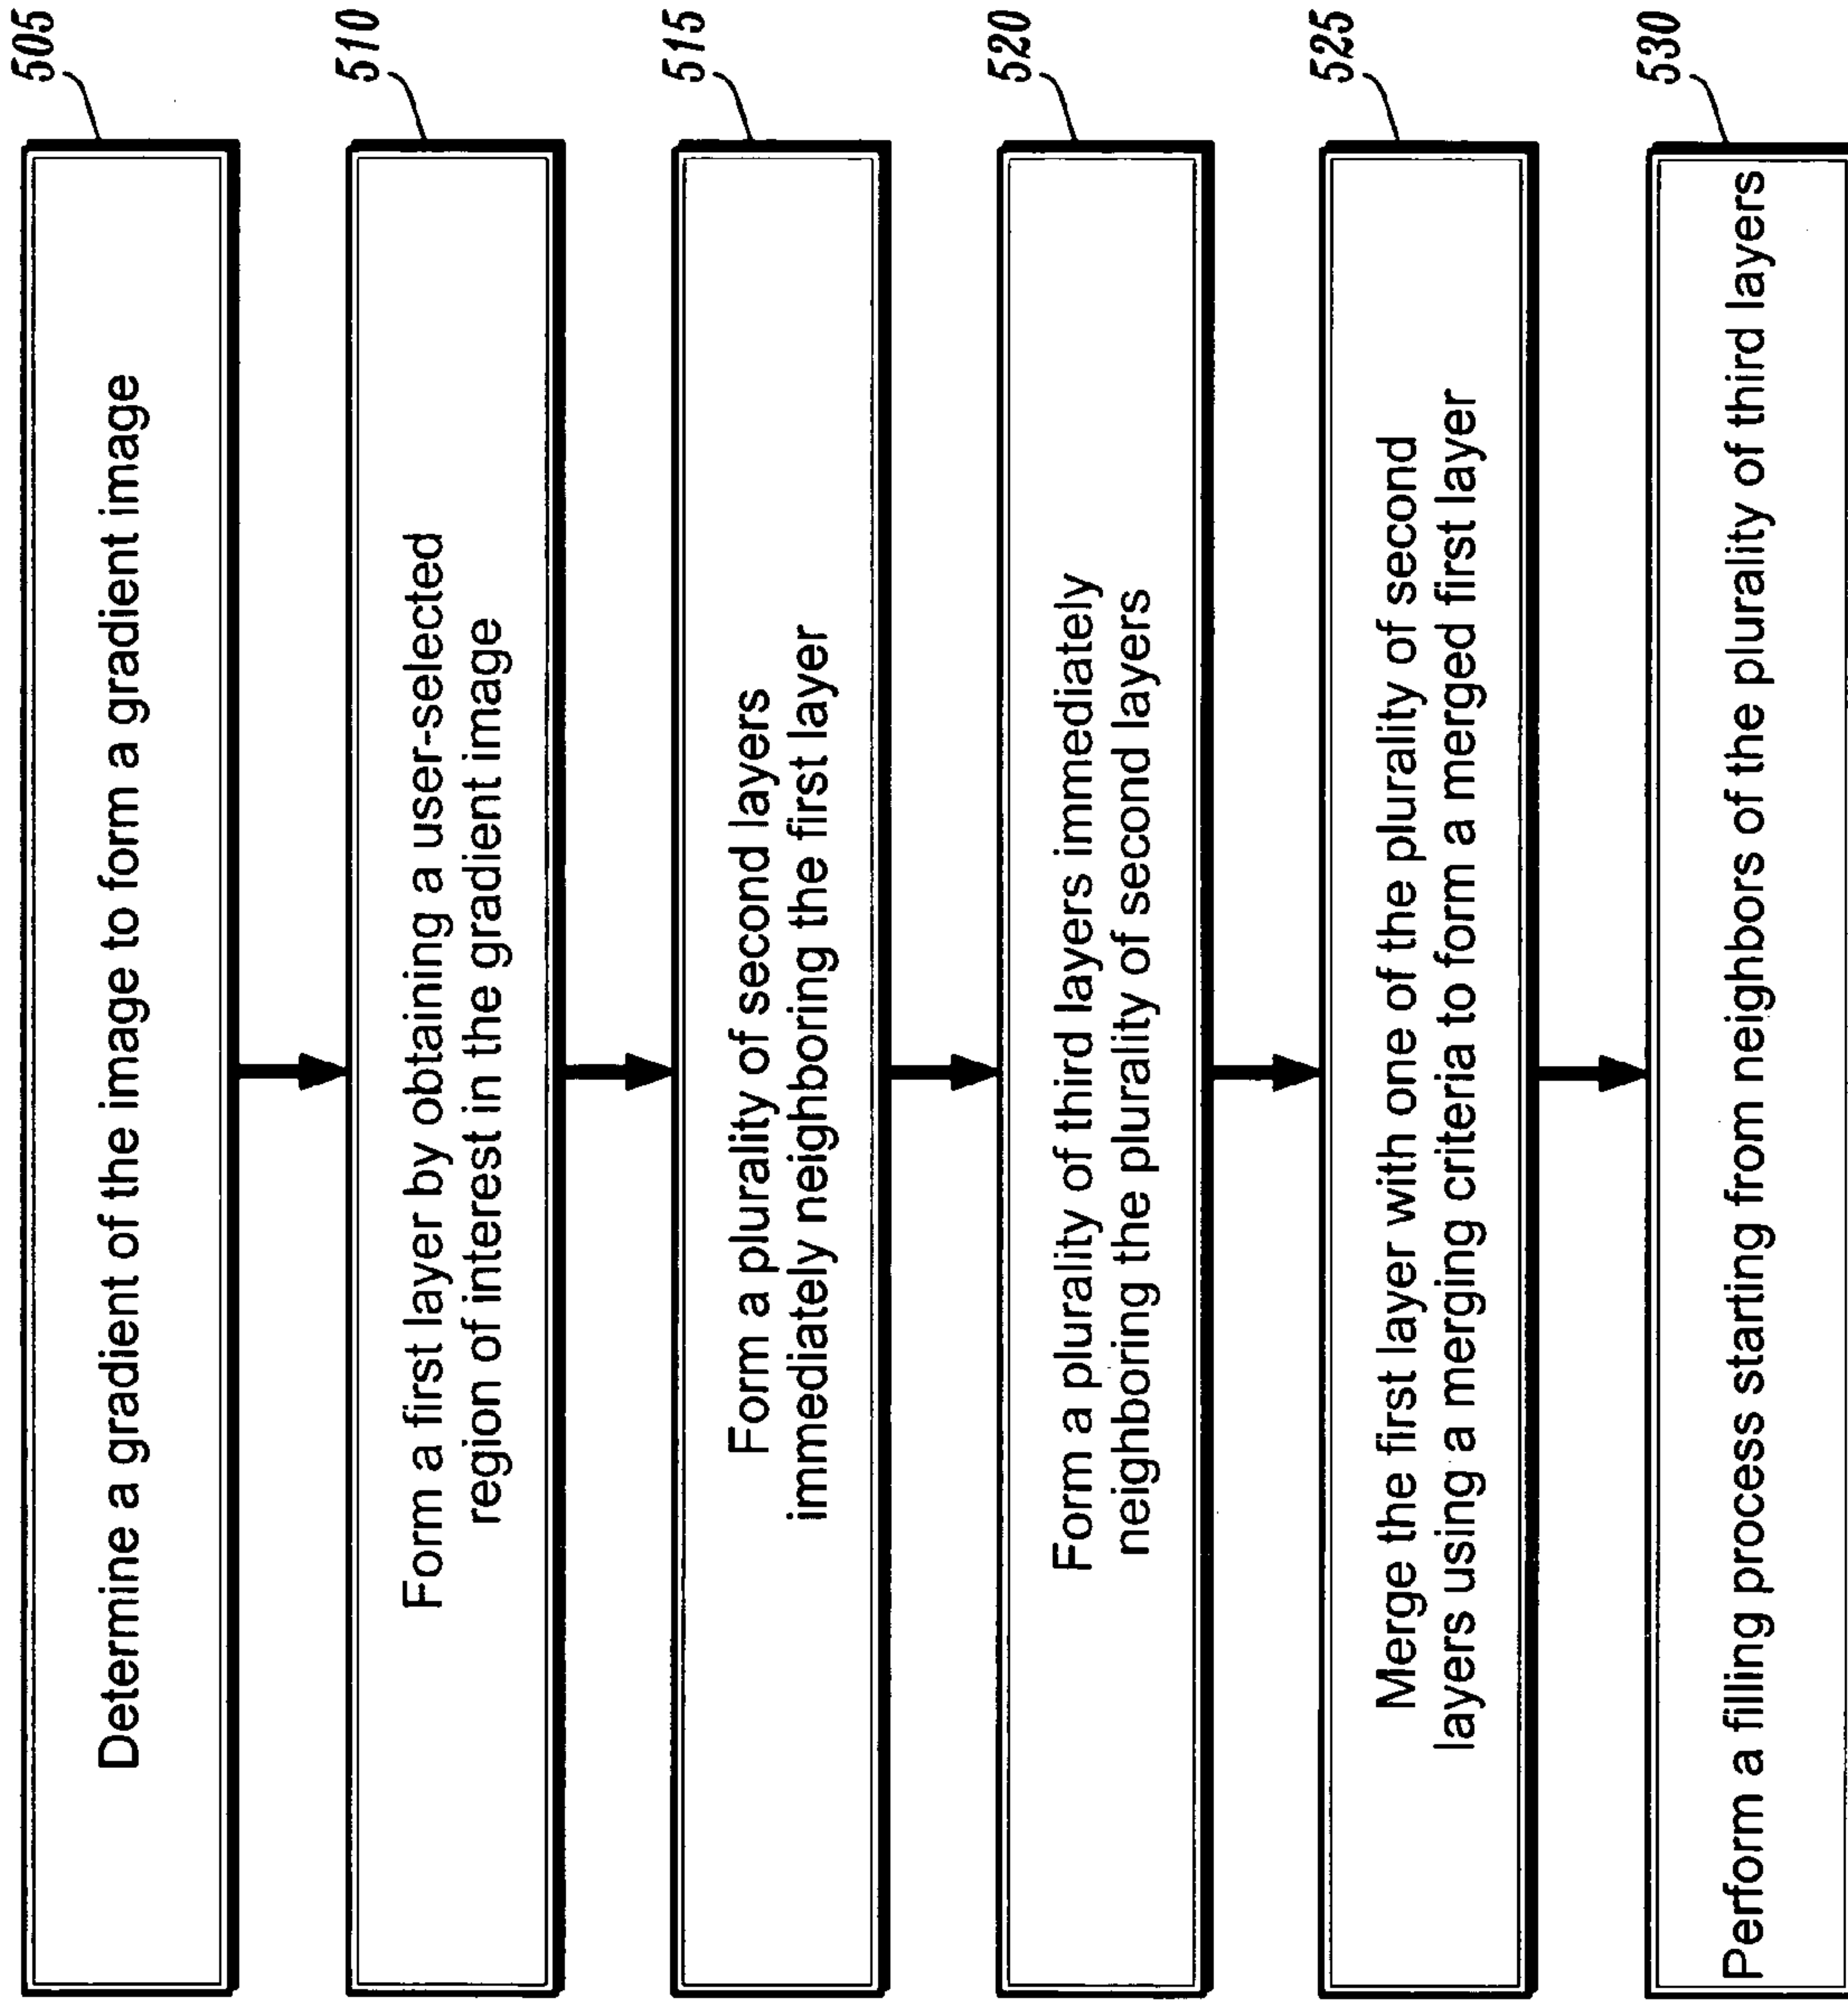 505
Determine a gradient of the image to form a gradient image
510
Form a first layer by obtaining a user-selected
region of interest in the gradient image
515
Form a plurality of second layers
immediately neighboring the first layer
520
Form a plurality of third layers immediately
neighboring the plurality of second layers
525
Merge the first layer with one of the plurality of second
layers using a merging criteria to form a merged first layer
530
Perform a filling process starting from neighbors of the plurality of third layers